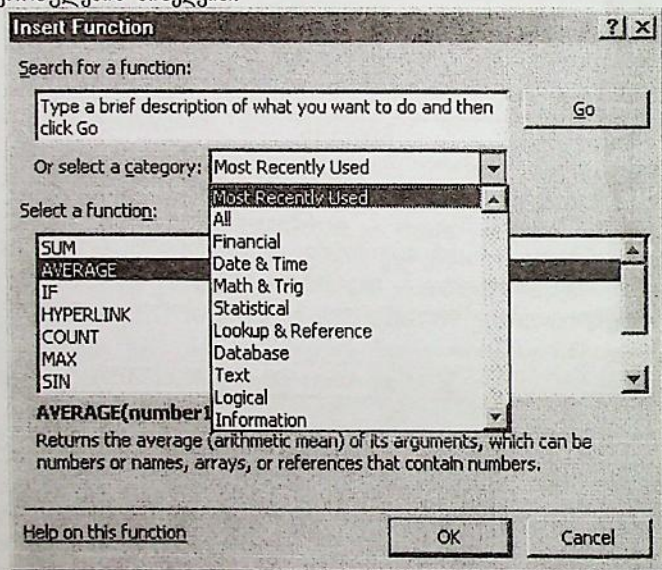 Insert Function
Search for a function:
Type a brief description of what you want to do and then
click Go
Go
Or select a category: Most Recently Used
Most Recently Used
All
Financial
Date & Time
Math & Trig
Statistical
Lookup & Reference
Database
Text
Logical
Information
Select a function:
SUM
AVERAGE
IF
HYPERLINK
COUNT
MAX
SIN
AVERAGE(number1
Returns the average (arithmetic mean) of its arguments, which can be
numbers or names, arrays, or references that contain numbers.
Help on this function
OK
Cancel